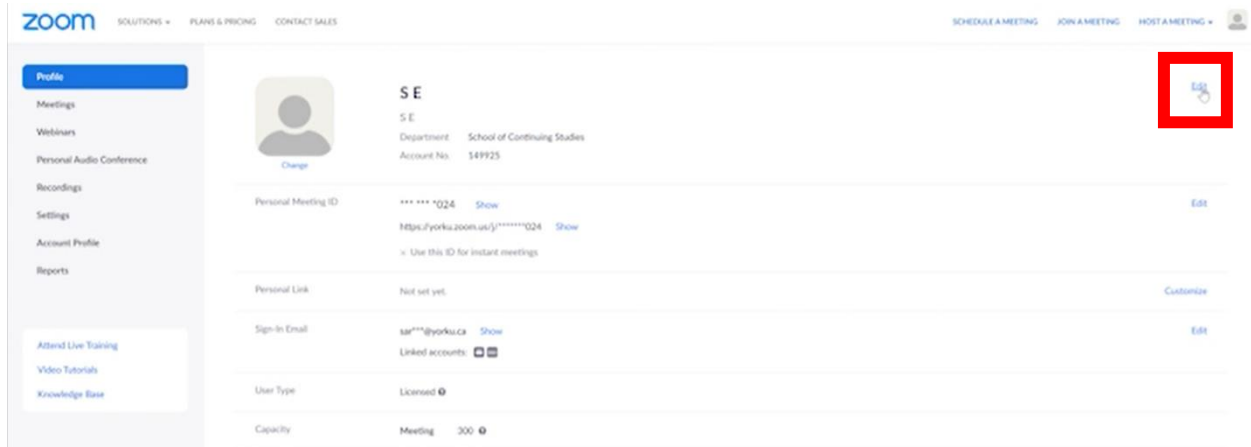 zoom SOLUTIONS PLANS & PRICING CONTACT SALES SCHEDULE A MEETING JOIN A MEETING HOST A MEETING
Profile
Meetings
Webinars
Personal Audio Conference
Recordings
Settings
Account Profile
Reports
Attend Live Training
Video Tutorials
Knowledge Base
Change
S E
S E
Department School of Continuing Studies
Account No. 149925
Edit
Personal Meeting ID *** *** *024 Show Edit
https://yorku.zoom.us/j/*******024 Show
× Use this ID for instant meetings
Personal Link Not set yet. Customize
Sign-In Email sar***@yorku.ca Show Edit
Linked accounts:
User Type Licensed
Capacity Meeting 300